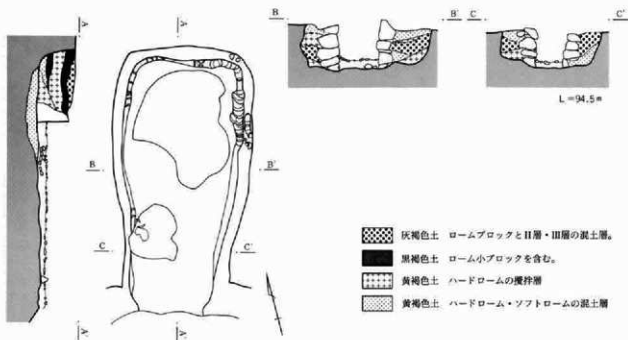 A A'
B B' C C'
L=94.5m
B B'
C C'
灰褐色土 ロームブロックとII層・III層の混土層。
黒褐色土 ローム小ブロックを含む。
黄褐色土 ハードロームの攪拌層
黄褐色土 ハードローム・ソフトロームの混土層
A' A'